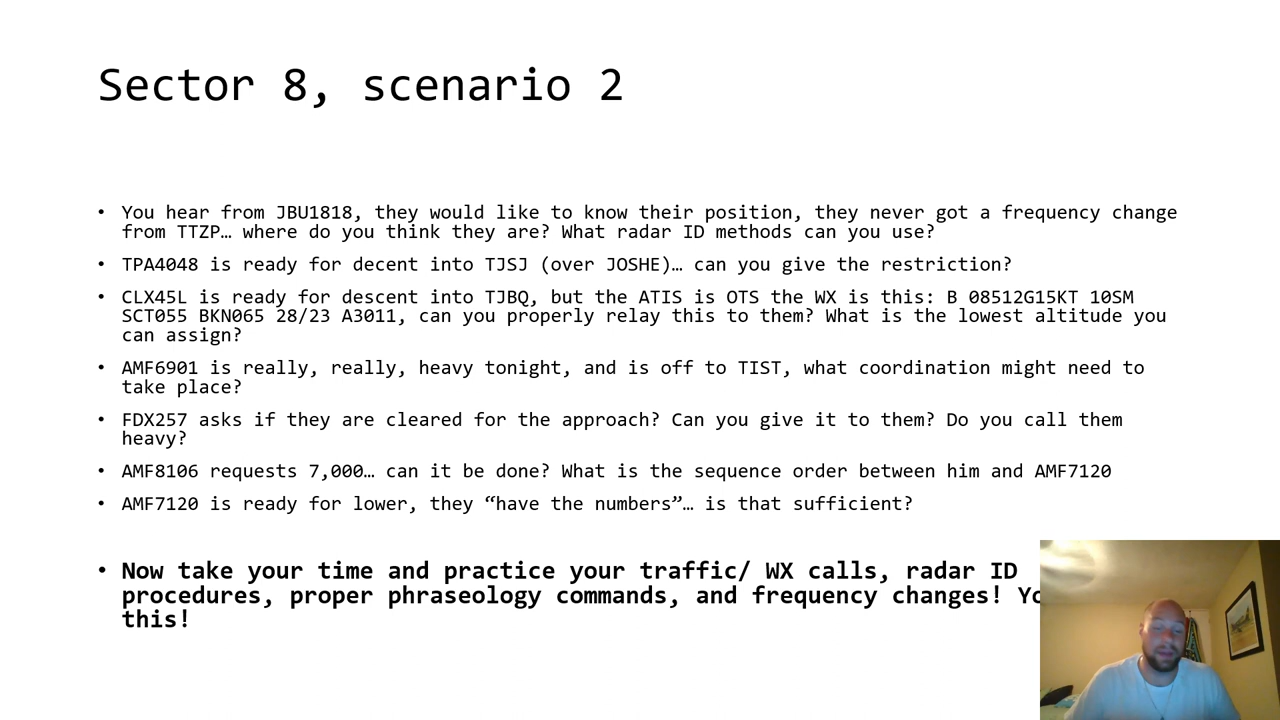 Sector 8, scenario 2
• You hear from JBU1818, they would like to know their position, they never got a frequency change
from TTZP… where do you think they are? What radar ID methods can you use?
• TPA4048 is ready for decent into TJSJ (over JOSHE)… can you give the restriction?
• CLX45L is ready for descent into TJBQ, but the ATIS is OTS the WX is this: B 08512G15KT 10SM
SCT055 BKN065 28/23 A3011, can you properly relay this to them? What is the lowest altitude you
can assign?
• AMF6901 is really, really, heavy tonight, and is off to TIST, what coordination might need to
take place?
• FDX257 asks if they are cleared for the approach? Can you give it to them? Do you call them
heavy?
• AMF8106 requests 7,000… can it be done? What is the sequence order between him and AMF7120
• AMF7120 is ready for lower, they “have the numbers”… is that sufficient?
• Now take your time and practice your traffic/ WX calls, radar ID
procedures, proper phraseology commands, and frequency changes!
this!